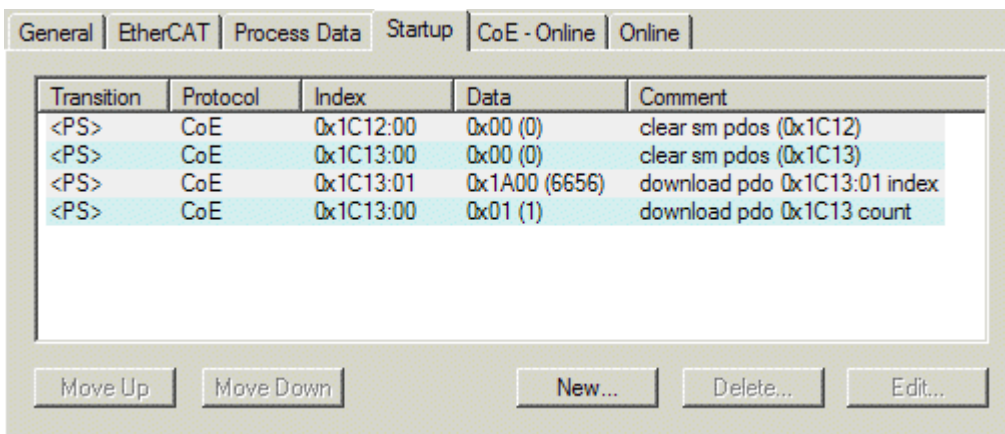 General EtherCAT Process Data Startup CoE - Online Online
Transition Protocol Index Data Comment
<PS> CoE 0x1C12:00 0x00 (0) clear sm pdos (0x1C12)
<PS> CoE 0x1C13:00 0x00 (0) clear sm pdos (0x1C13)
<PS> CoE 0x1C13:01 0x1A00 (6656) download pdo 0x1C13:01 index
<PS> CoE 0x1C13:00 0x01 (1) download pdo 0x1C13 count
Move Up Move Down New... Delete... Edit...